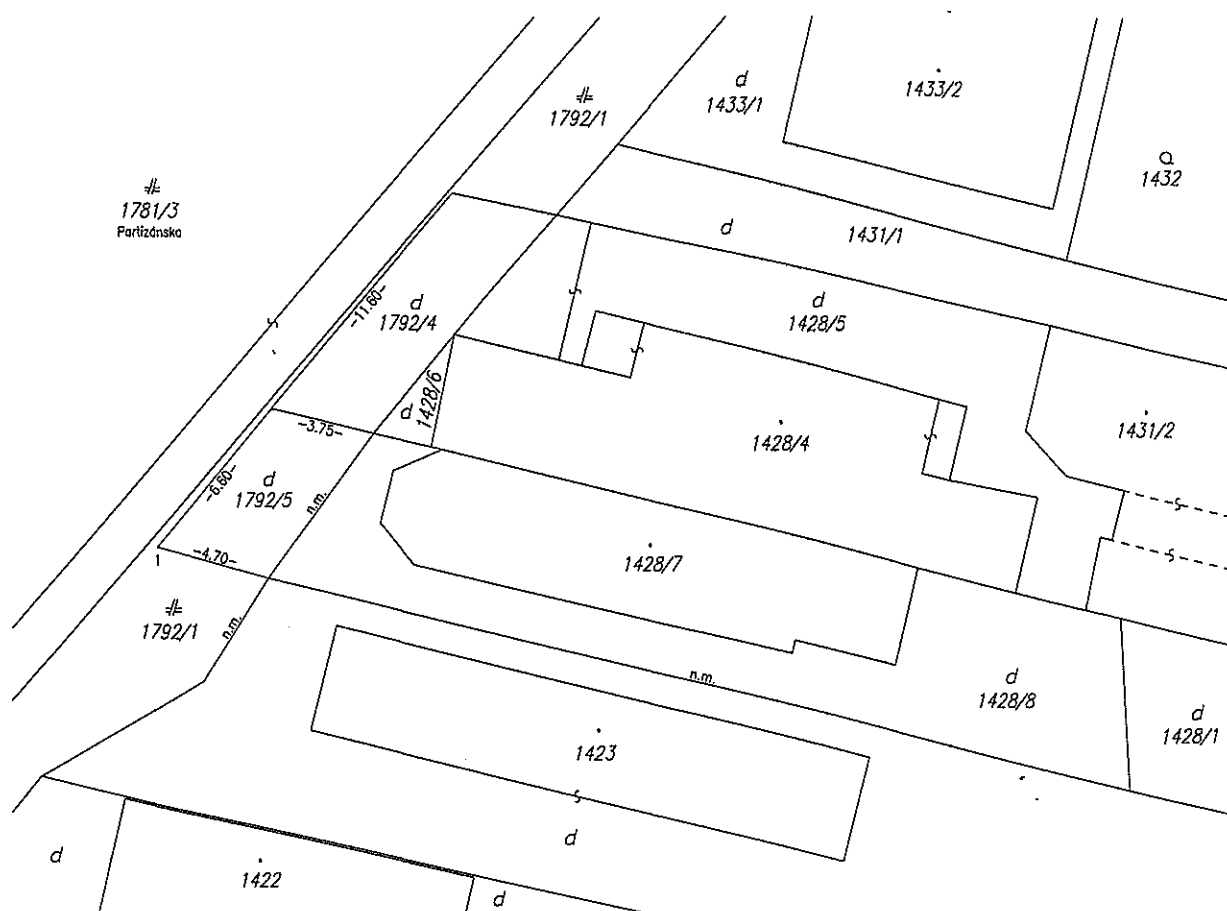 d
1433/1
1433/2
1792/1
1432
1781/3
Partizánska
d
1431/1
-11.60-
d
1792/4
d
1428/5
d
1428/6
-3.75-
1428/4
1431/2
-6.60-
d
1792/5
n.m.
-4.70-
1
1428/7
1792/1
n.m.
n.m.
d
1428/8
d
1428/1
1423
d
d
1422
d